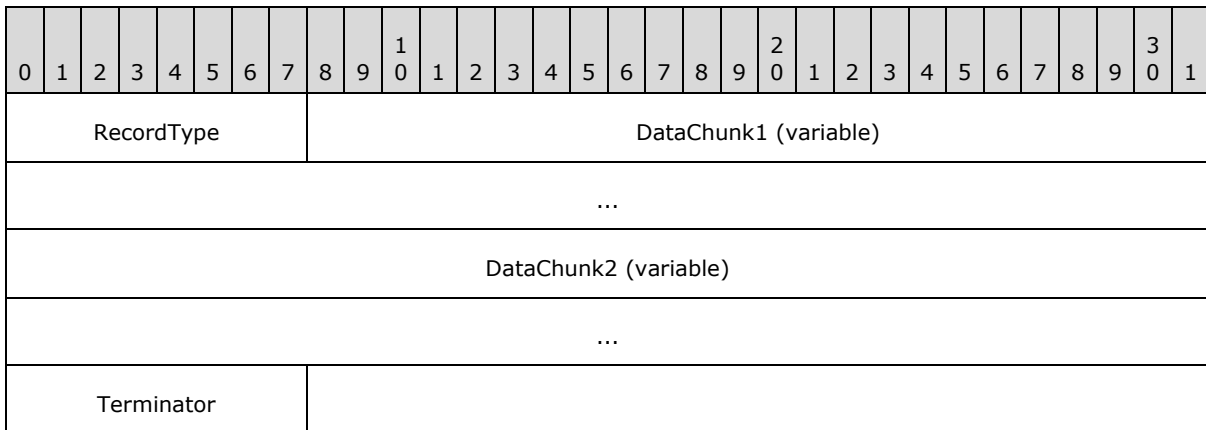 1 2 3
0 1 2 3 4 5 6 7 8 9 0 1 2 3 4 5 6 7 8 9 0 1 2 3 4 5 6 7 8 9 0 1
RecordType DataChunk1 (variable)
...
DataChunk2 (variable)
...
Terminator